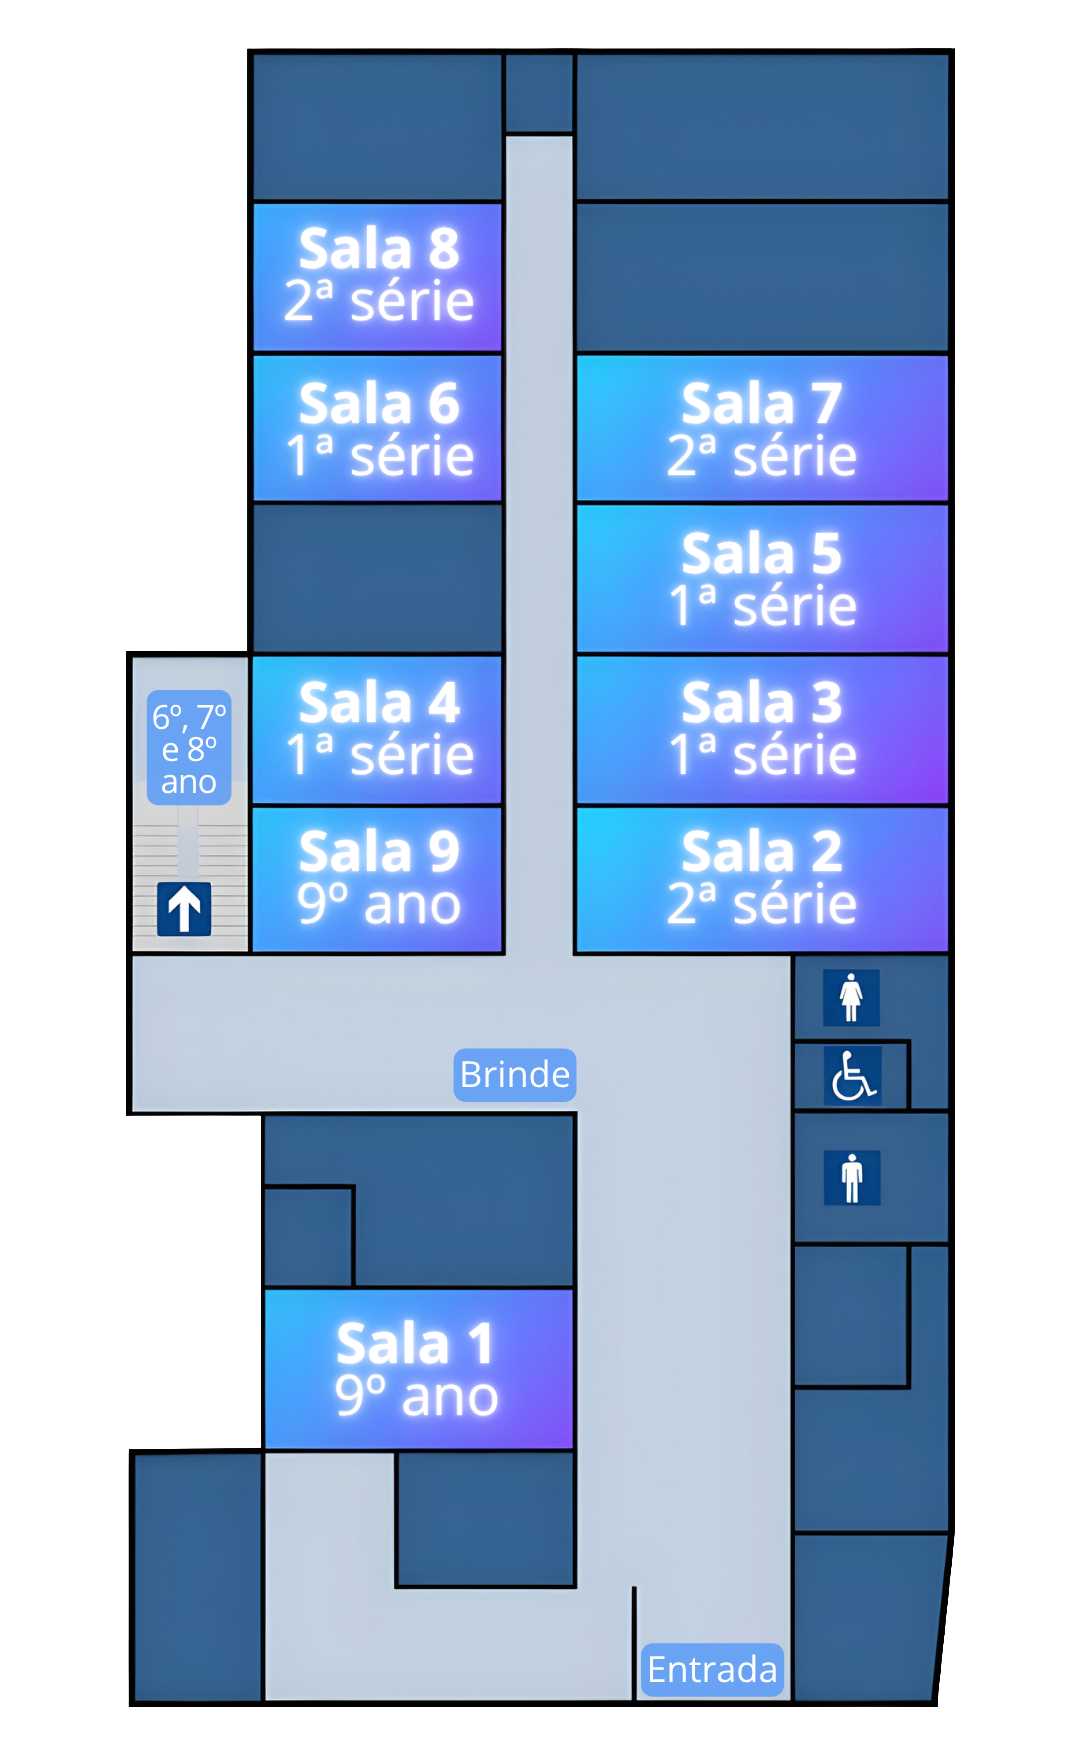 Sala 8
2ª série
Sala 6
1ª série
Sala 7
2ª série
Sala 5
1ª série
6º, 7º
e 8º
ano
Sala 4
1ª série
Sala 3
1ª série
Sala 9
9º ano
Sala 2
2ª série
Brinde
Sala 1
9º ano
Entrada